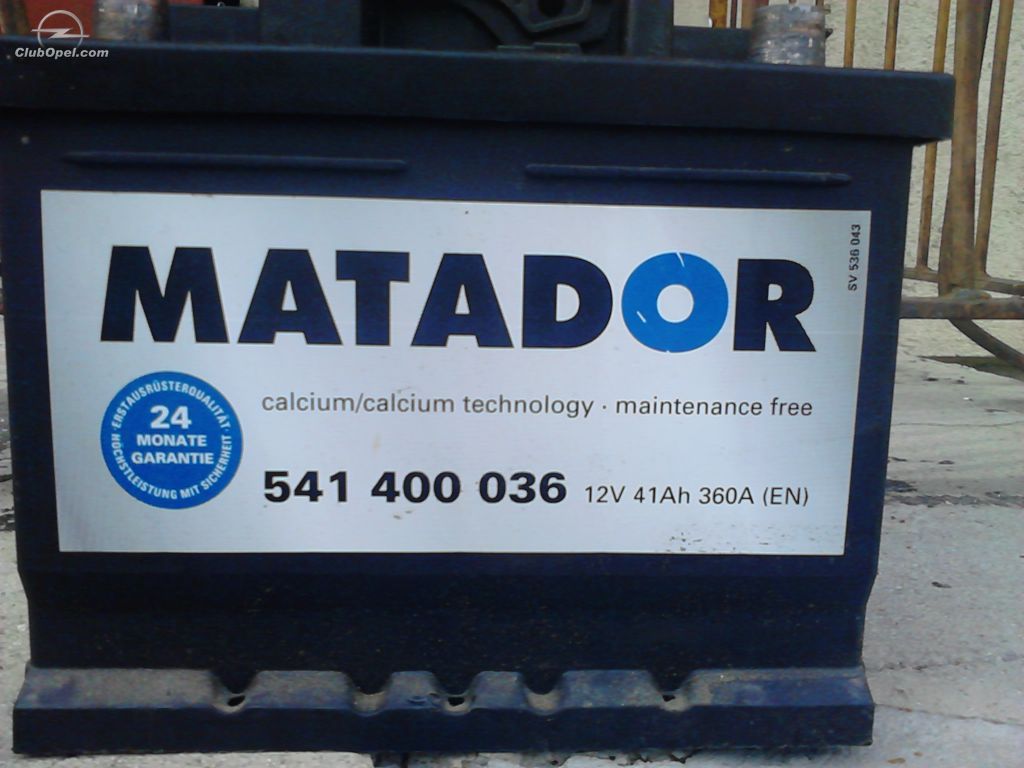 ClubOpel.com
MATADOR
SV 536 043
calcium/calcium technology · maintenance free
· ERSTAUSRÜSTERQUALITÄT ·
24
MONATE
GARANTIE
HÖCHSTLEISTUNG MIT SICHERHEIT
541 400 036 12V 41Ah 360A (EN)